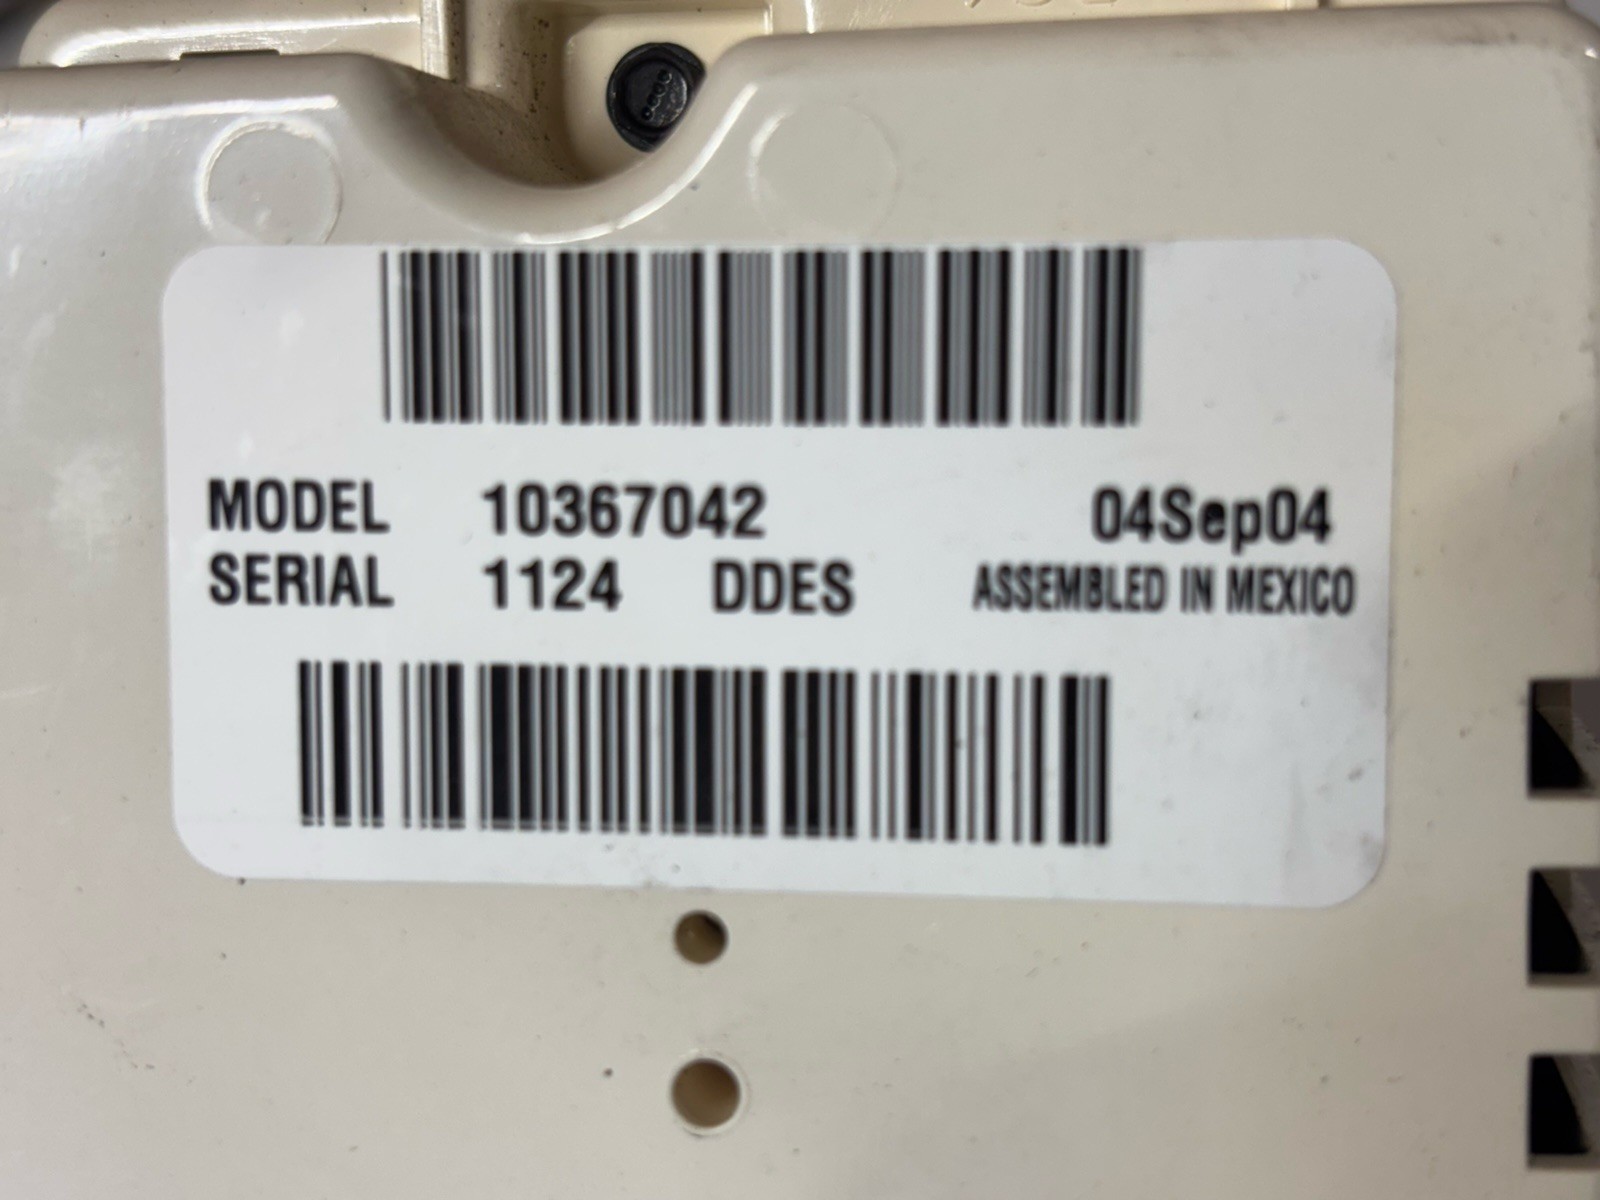 MODEL 10367042 04Sep04
SERIAL 1124 DDES ASSEMBLED IN MEXICO